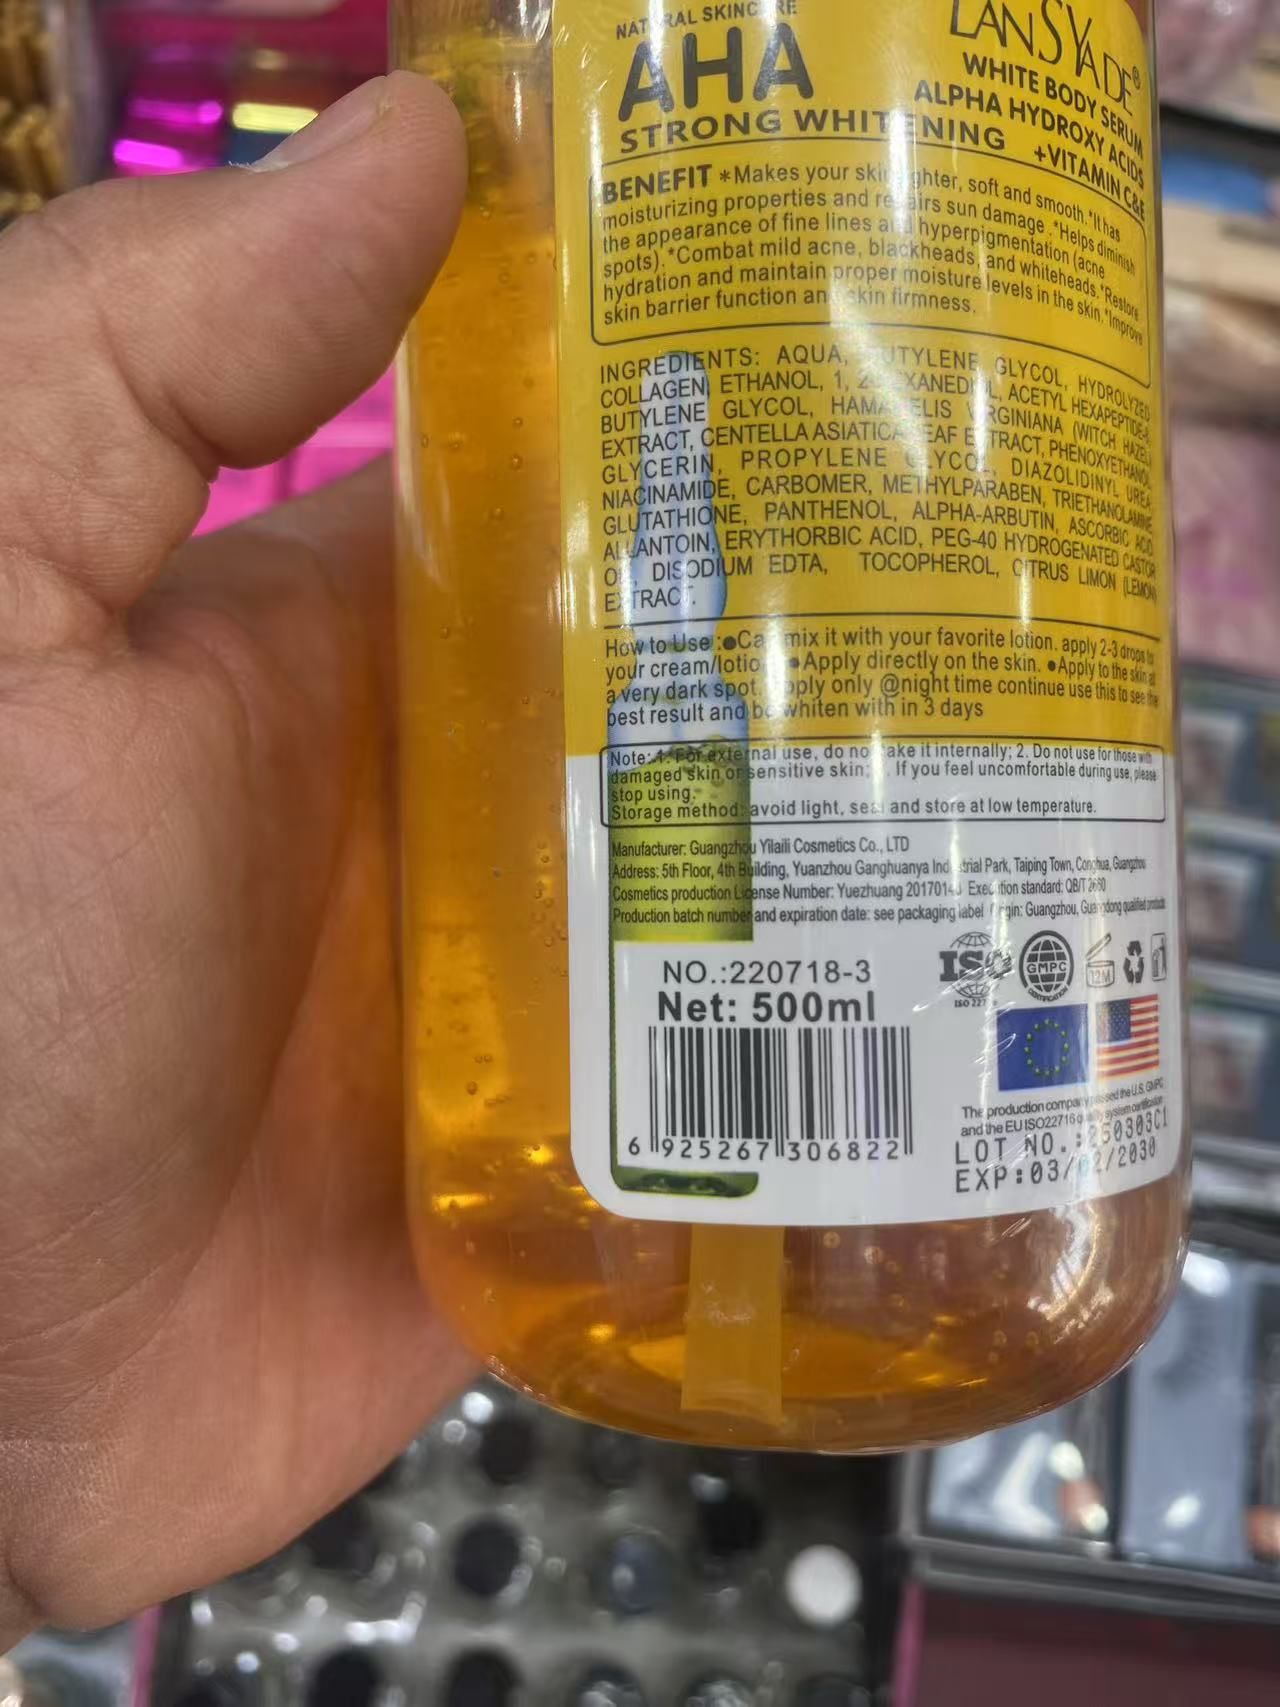 NATURAL SKINCARE
AHA
STRONG WHITENING
LANSYADE®
WHITE BODY SERUM
ALPHA HYDROXY ACIDS
+VITAMIN C&E
BENEFIT *Makes your skin lighter, soft and smooth.*It has
moisturizing properties and repairs sun damage .*Helps diminish
the appearance of fine lines and hyperpigmentation (acne
spots).*Combat mild acne, blackheads, and whiteheads.*Restore
hydration and maintain proper moisture levels in the skin.*Improve
skin barrier function and skin firmness.
INGREDIENTS: AQUA, BUTYLENE GLYCOL, HYDROLYZED
COLLAGEN, ETHANOL, 1, 2-HEXANEDIOL, ACETYL HEXAPEPTIDE-8,
BUTYLENE GLYCOL, HAMAMELIS VIRGINIANA (WITCH HAZEL)
EXTRACT, CENTELLA ASIATICA LEAF EXTRACT, PHENOXYETHANOL,
GLYCERIN, PROPYLENE GLYCOL, DIAZOLIDINYL UREA,
NIACINAMIDE, CARBOMER, METHYLPARABEN, TRIETHANOLAMINE,
GLUTATHIONE, PANTHENOL, ALPHA-ARBUTIN, ASCORBIC ACID,
ALLANTOIN, ERYTHORBIC ACID, PEG-40 HYDROGENATED CASTOR
OIL, DISODIUM EDTA, TOCOPHEROL, CITRUS LIMON (LEMON)
EXTRACT.
How to Use :●Can mix it with your favorite lotion. apply 2-3 drops to
your cream/lotion ●Apply directly on the skin. ●Apply to the skin at
a very dark spot. Apply only @night time continue use this to see the
best result and be whiten with in 3 days
Note: 1. For external use, do not take it internally; 2. Do not use for those with
damaged skin or sensitive skin; . If you feel uncomfortable during use, please
stop using.
Storage method: avoid light, seal and store at low temperature.
Manufacturer: Guangzhou Yilaili Cosmetics Co., LTD
Address: 5th Floor, 4th Building, Yuanzhou Ganghuanya Industrial Park, Taiping Town, Conghua, Guangzhou
Cosmetics production License Number: Yuezhuang Execution standard: QB/T
Production batch number and expiration date: see packaging label Origin: Guangzhou, Guangdong qualified products
NO.:220718-3
Net: 500ml
ISO
ISO
GMPC
CERTIFICATION
12M
The production company passed the U.S. GMPC
and the EU ISO22716 quality system certification
6 925267 306822
LOT NO.:250303C1
EXP:03/02/2030